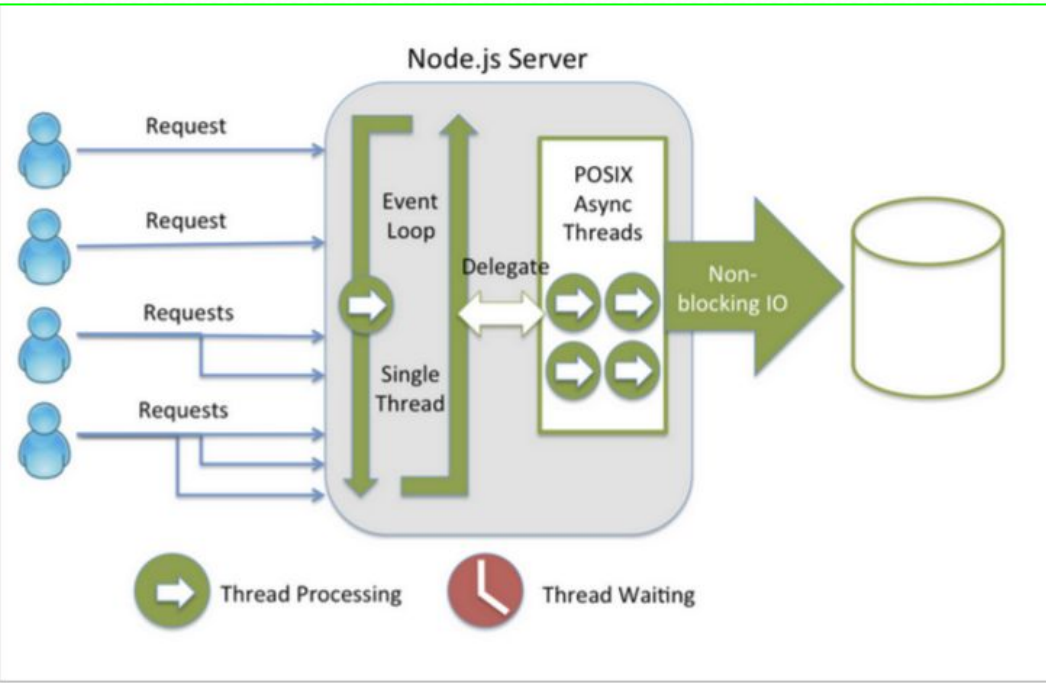 Node.js Server
Request
Request
Requests
Requests
Event
Loop
Single
Thread
Delegate
POSIX
Async
Threads
Non-
blocking IO
Thread Processing
Thread Waiting